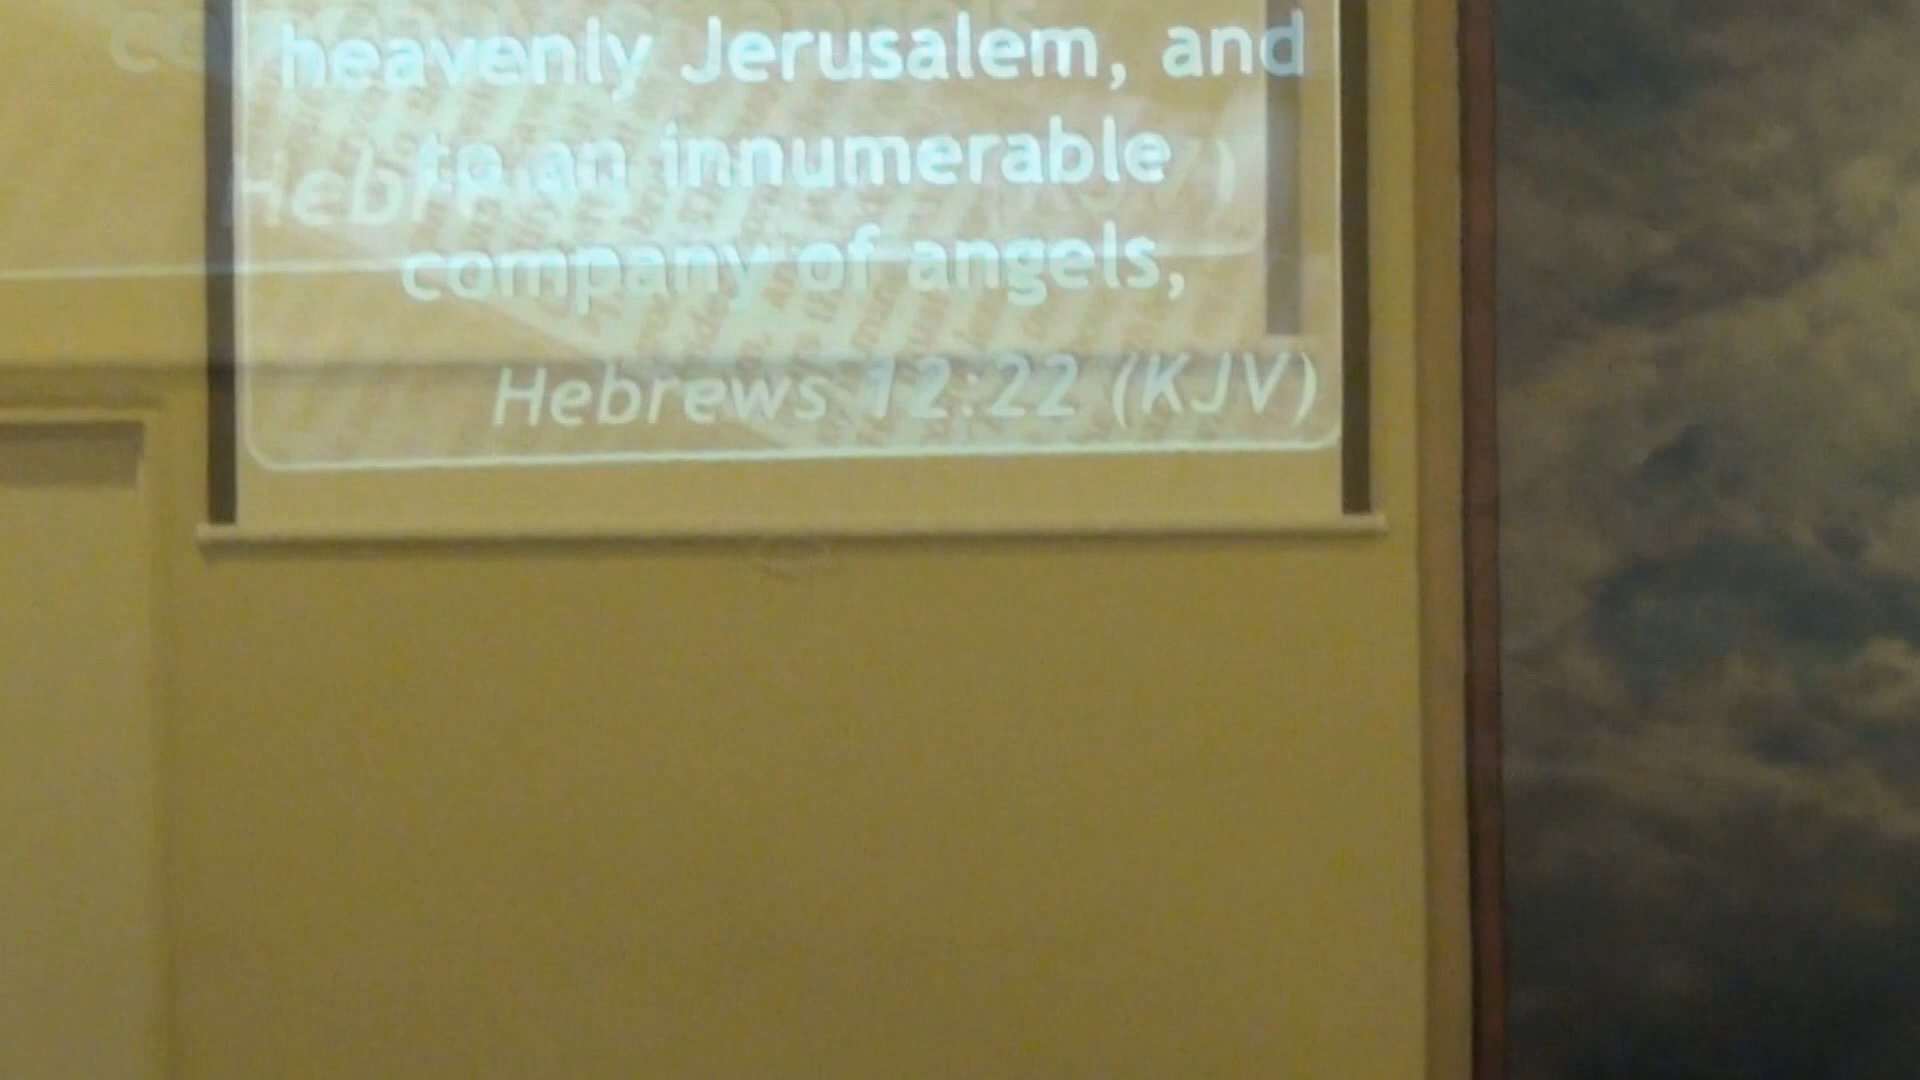 heavenly Jerusalem, and
to an innumerable
company of angels,
Hebrews 12:22 (KJV)